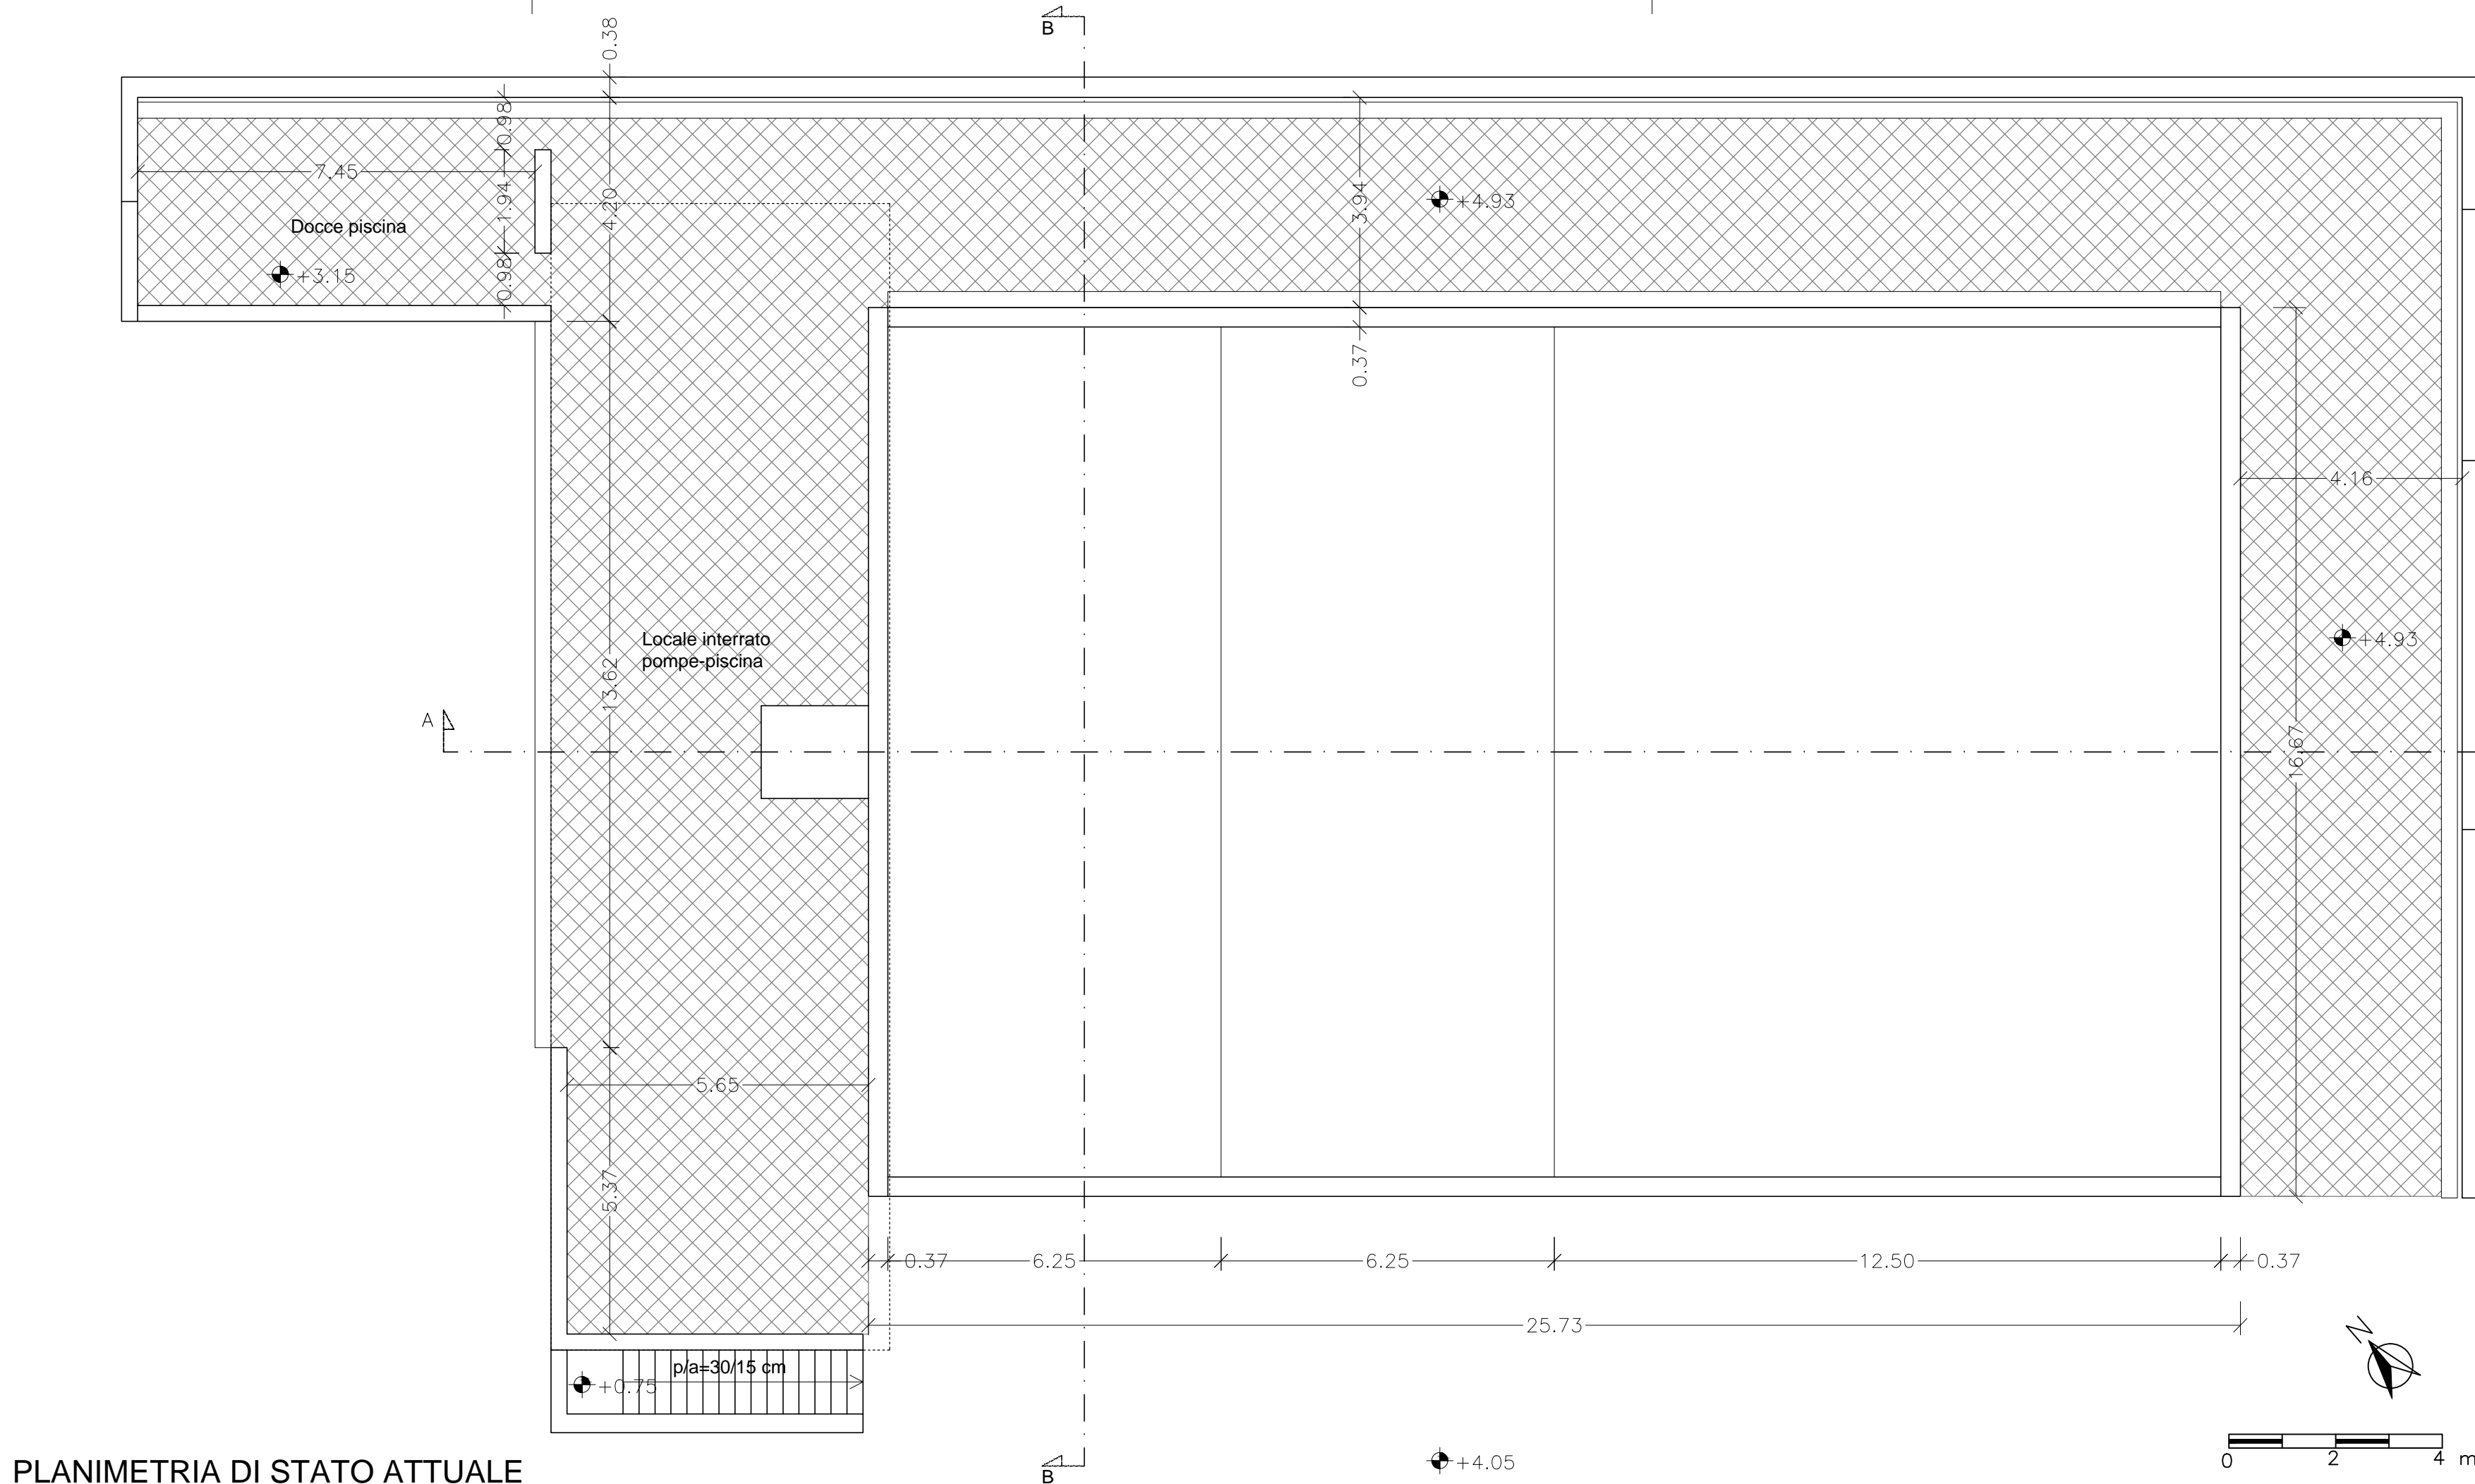 B
0.38
0.98
7.45
1.94
4.20
3.94
+4.93
Docce piscina
+3.15
0.98
0.37
4.16
Locale interrato
pompe-piscina
+4.93
13.62
A
16.67
5.65
5.37
0.37
6.25
6.25
12.50
0.37
25.73
N
p/a=30/15 cm
+0.75
0
2
4
m
+4.05
B
PLANIMETRIA DI STATO ATTUALE